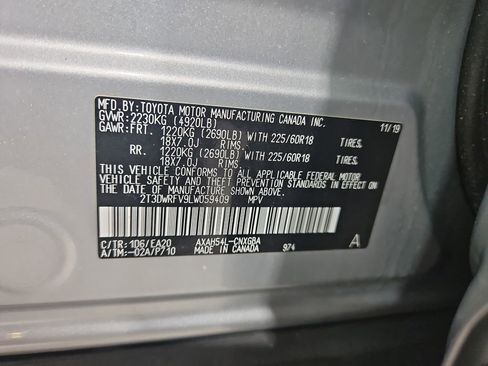 MFD.BY:TOYOTA MOTOR MANUFACTURING CANADA INC.
GVWR:2230KG (4920LB) 11/19
GAWR:FRT. 1220KG (2690LB) WITH 225/60R18 TIRES,
18X7.0J RIMS.
RR. 1220KG (2690LB) WITH 225/60R18 TIRES,
18X7.0J RIMS.
THIS VEHICLE CONFORMS TO ALL APPLICABLE FEDERAL MOTOR
VEHICLE SAFETY AND THEFT PREVENTION STANDARDS IN EFFECT ON
THE DATE OF MANUFACTURE SHOWN ABOVE.
2T3DWRFV9LW059409 MPV
C/TR:1D6/EA20 AXAH54L-CNXGBA
A/TM:-02A/P710 MADE IN CANADA 974 A